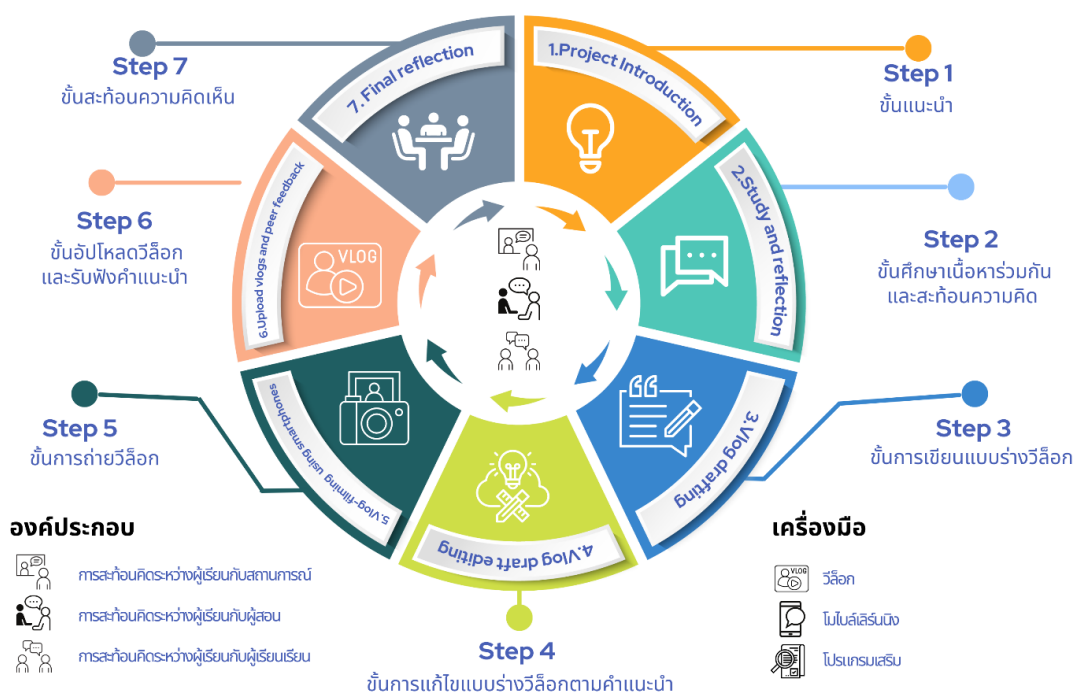 1.Project Introduction
2.Study and reflection
3.Vlog drafting
4.Vlog draft editing
5.Vlog-filming using smartphones
6.Upload vlogs and peer feedback
7. Final reflection
VLOG
Step 1
ขั้นแนะนำ
Step 2
ขั้นศึกษาเนื้อหาร่วมกัน
และสะท้อนความคิด
Step 3
ขั้นการเขียนแบบร่างวีล็อก
Step 4
ขั้นการแก้ไขแบบร่างวีล็อกตามคำแนะนำ
Step 5
ขั้นการถ่ายวีล็อก
Step 6
ขั้นอัปโหลดวีล็อก
และรับฟังคำแนะนำ
Step 7
ขั้นสะท้อนความคิดเห็น
องค์ประกอบ
การสะท้อนคิดระหว่างผู้เรียนกับสถานการณ์
การสะท้อนคิดระหว่างผู้เรียนกับผู้สอน
การสะท้อนคิดระหว่างผู้เรียนกับผู้เรียนเรียน
เครื่องมือ
VLOG
วีล็อก
โมไบล์เลิร์นนิง
โปรแกรมเสริม